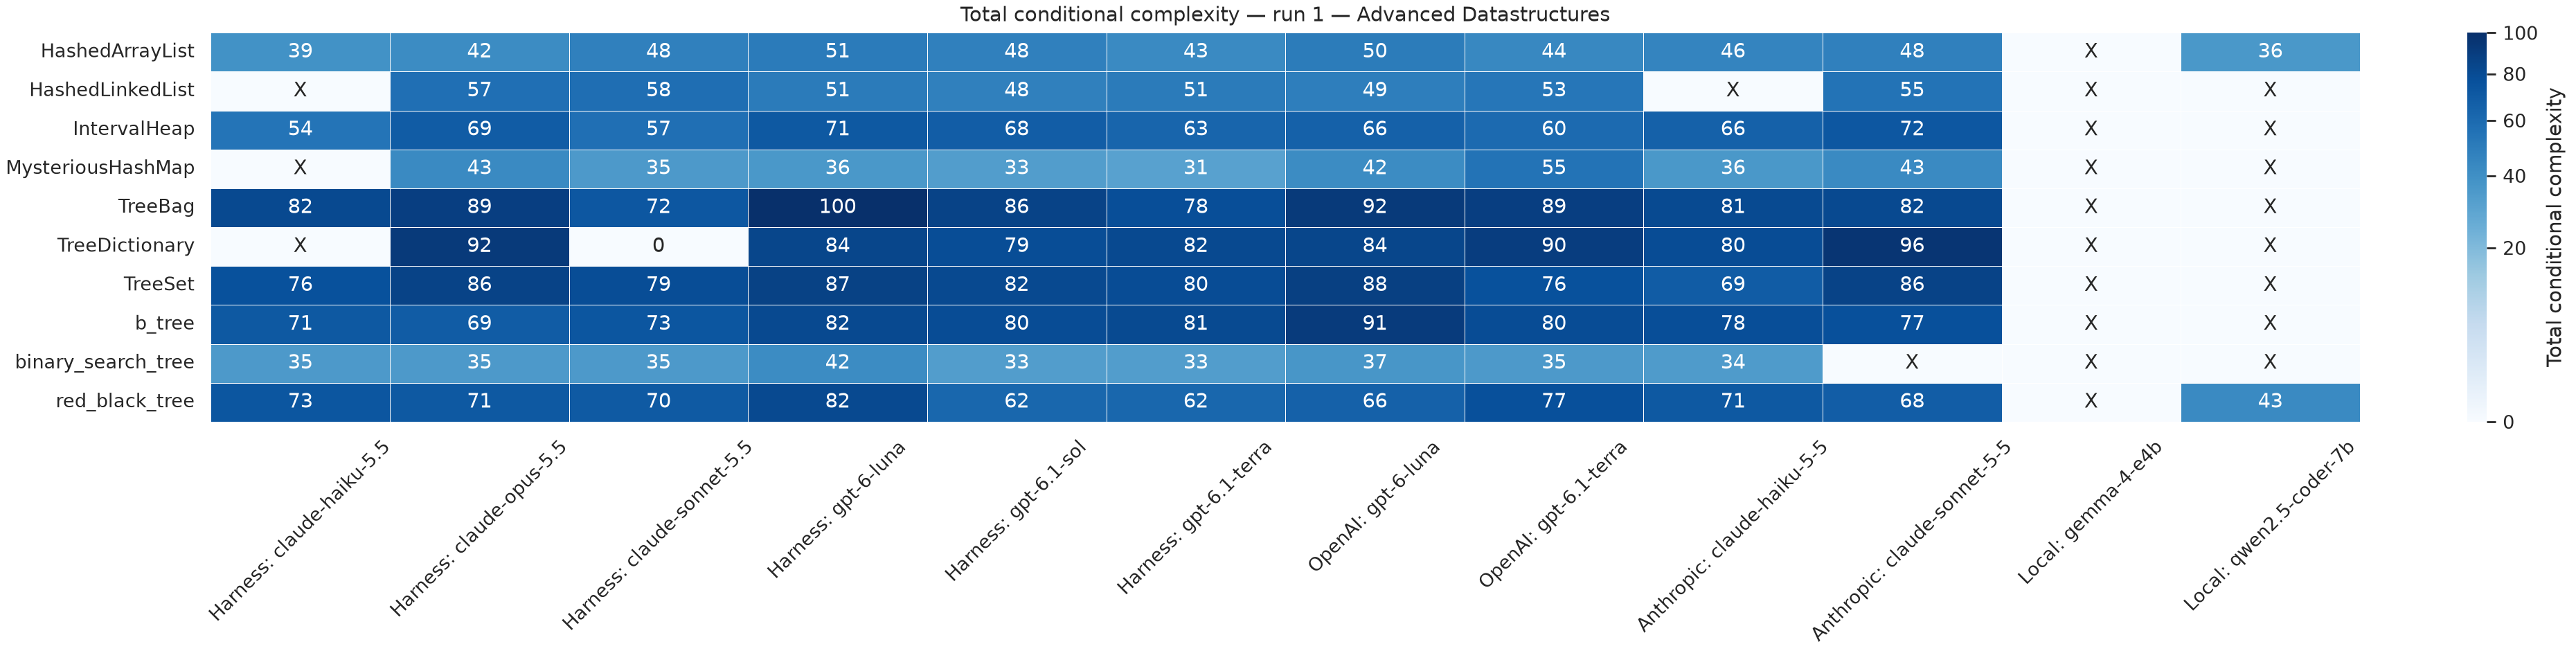 Total conditional complexity — run 1 — Advanced Datastructures
HashedArrayList 39 42 48 51 48 43 50 44 46 48 X 36
HashedLinkedList X 57 58 51 48 51 49 53 X 55 X X
IntervalHeap 54 69 57 71 68 63 66 60 66 72 X X
MysteriousHashMap X 43 35 36 33 31 42 55 36 43 X X
TreeBag 82 89 72 100 86 78 92 89 81 82 X X
TreeDictionary X 92 0 84 79 82 84 90 80 96 X X
TreeSet 76 86 79 87 82 80 88 76 69 86 X X
b_tree 71 69 73 82 80 81 91 80 78 77 X X
binary_search_tree 35 35 35 42 33 33 37 35 34 X X X
red_black_tree 73 71 70 82 62 62 66 77 71 68 X 43
Harness: claude-haiku-5.5
Harness: claude-opus-5.5
Harness: claude-sonnet-5.5
Harness: gpt-6-luna
Harness: gpt-6.1-sol
Harness: gpt-6.1-terra
OpenAI: gpt-6-luna
OpenAI: gpt-6.1-terra
Anthropic: claude-haiku-5-5
Anthropic: claude-sonnet-5-5
Local: gemma-4-e4b
Local: qwen2.5-coder-7b
100
80
60
40
20
0
Total conditional complexity